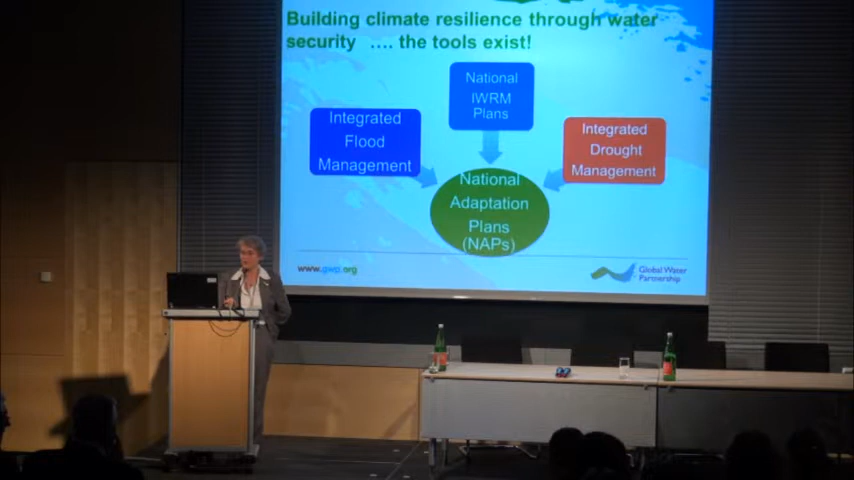 Building climate resilience through water
security .... the tools exist!
National
IWRM
Plans
Integrated
Flood
Management
Integrated
Drought
Management
National
Adaptation
Plans
(NAPs)
www.gwp.org
Global Water
Partnership